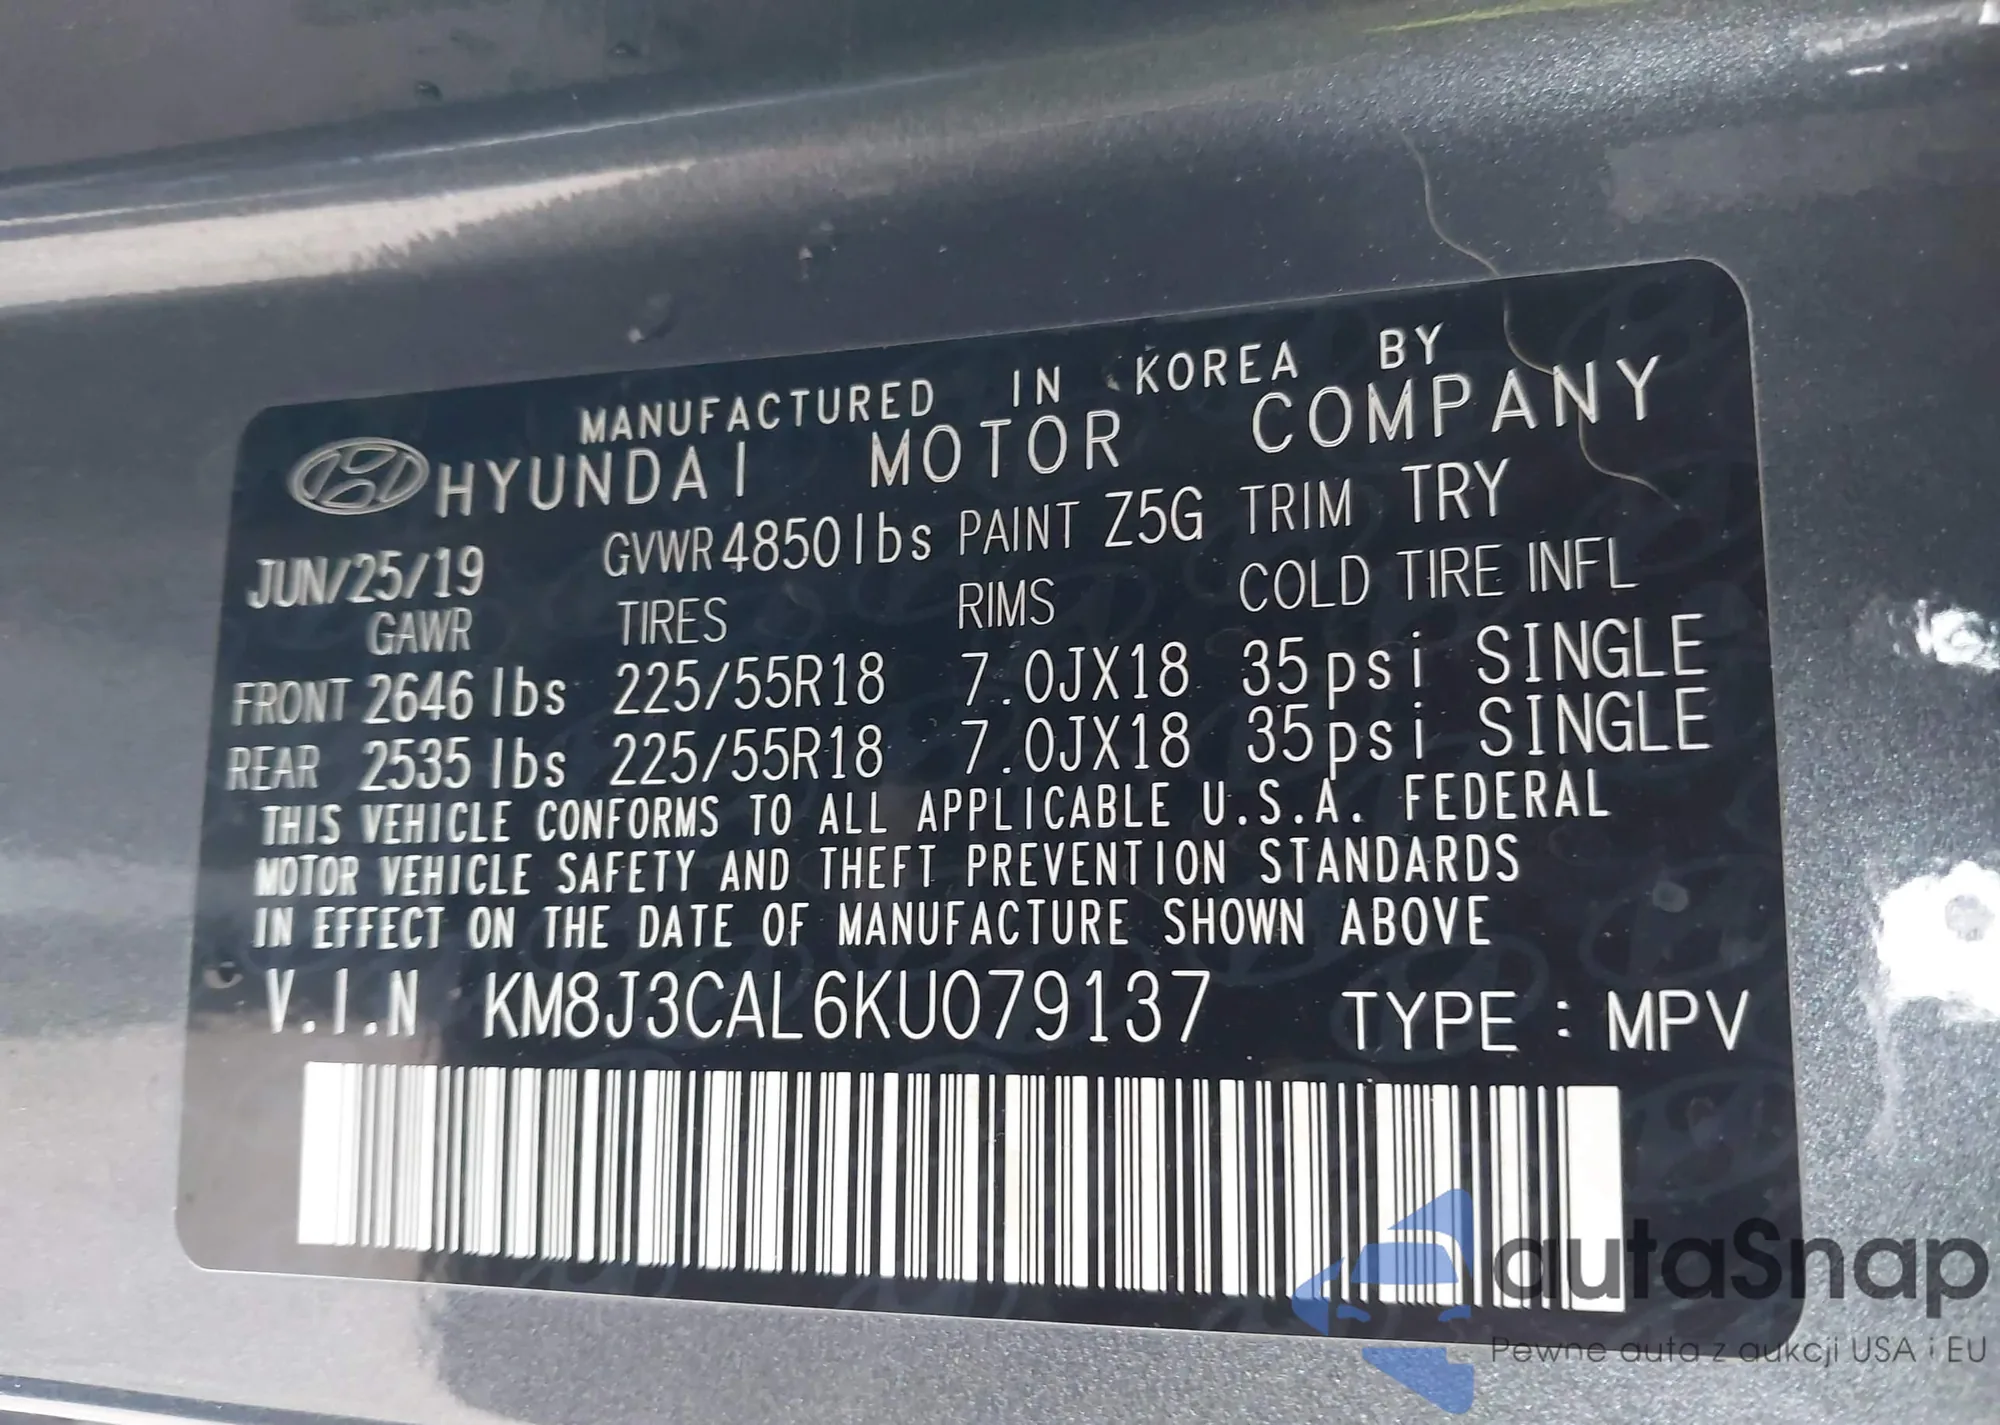 MANUFACTURED IN KOREA BY
HYUNDAI MOTOR COMPANY
JUN/25/19 GVWR 4850lbs PAINT Z5G TRIM TRY
GAWR TIRES RIMS COLD TIRE INFL
FRONT 2646 lbs 225/55R18 7.0JX18 35psi SINGLE
REAR 2535 lbs 225/55R18 7.0JX18 35psi SINGLE
THIS VEHICLE CONFORMS TO ALL APPLICABLE U.S.A. FEDERAL
MOTOR VEHICLE SAFETY AND THEFT PREVENTION STANDARDS
IN EFFECT ON THE DATE OF MANUFACTURE SHOWN ABOVE
V.I.N KM8J3CAL6KU079137 TYPE : MPV
autaSnap
Pewne auta z aukcji USA i EU